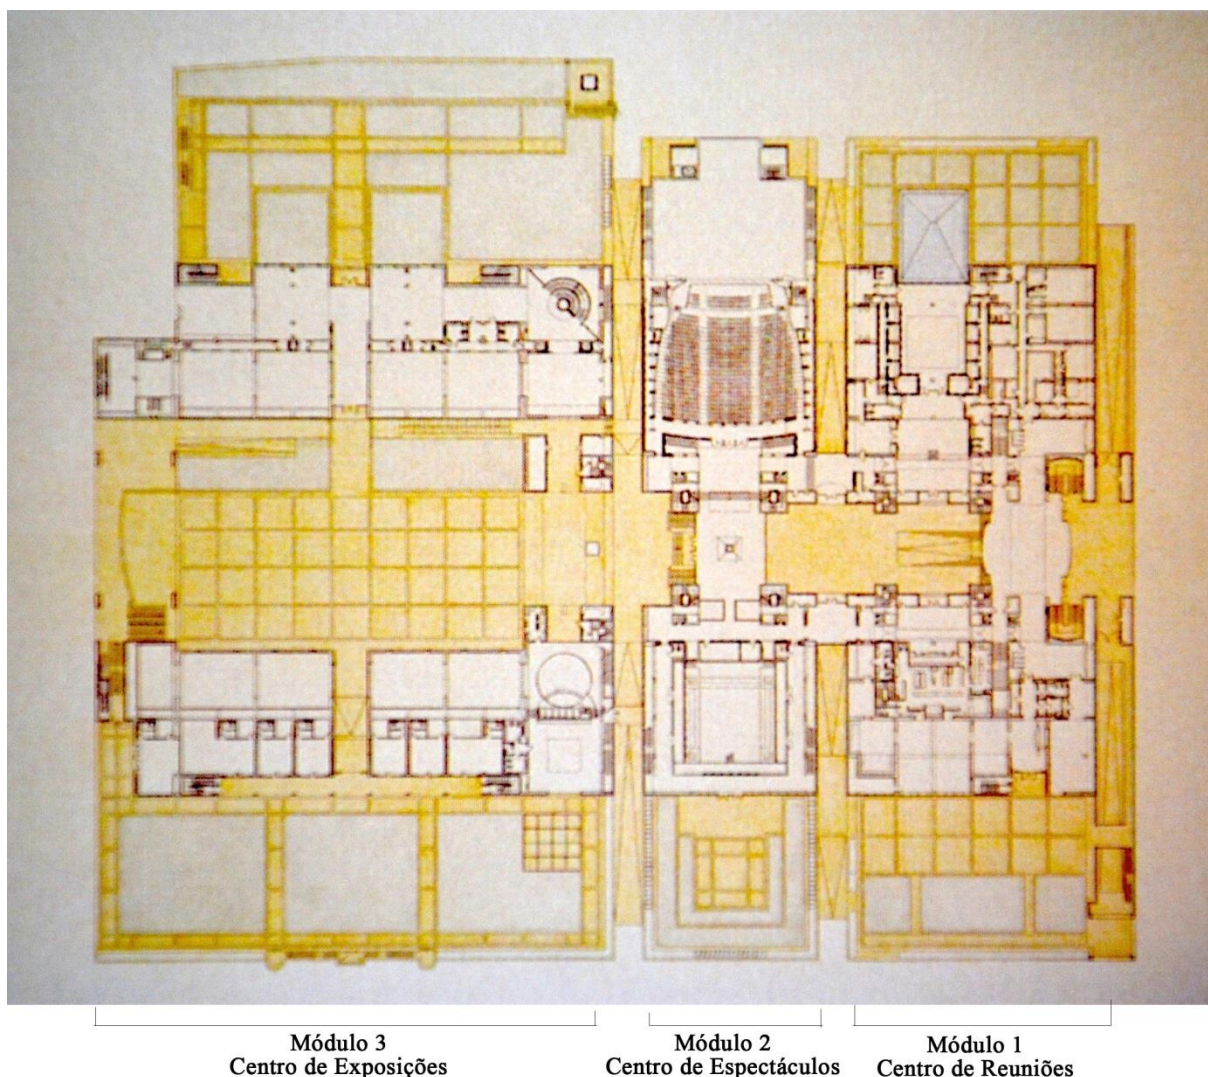 Módulo 3
Centro de Exposições
Módulo 2
Centro de Espectáculos
Módulo 1
Centro de Reuniões